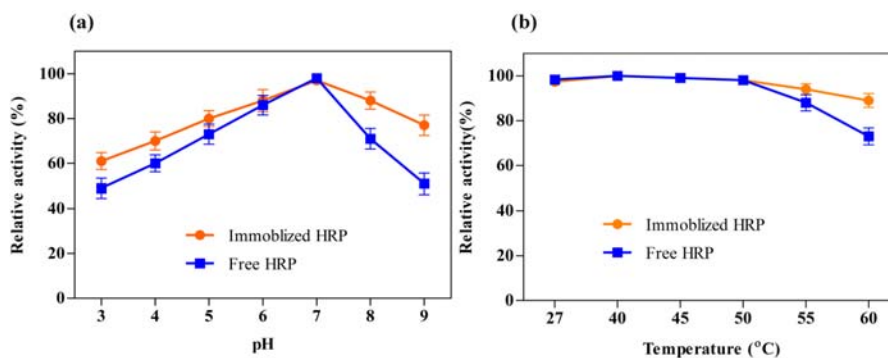 (a)
Relative activity (%)
100
80
60
40
20
0
Immoblized HRP
Free HRP
3 4 5 6 7 8 9
pH
(b)
Relative activity(%)
100
80
60
40
20
0
Immoblized HRP
Free HRP
27 40 45 50 55 60
Temperature (°C)